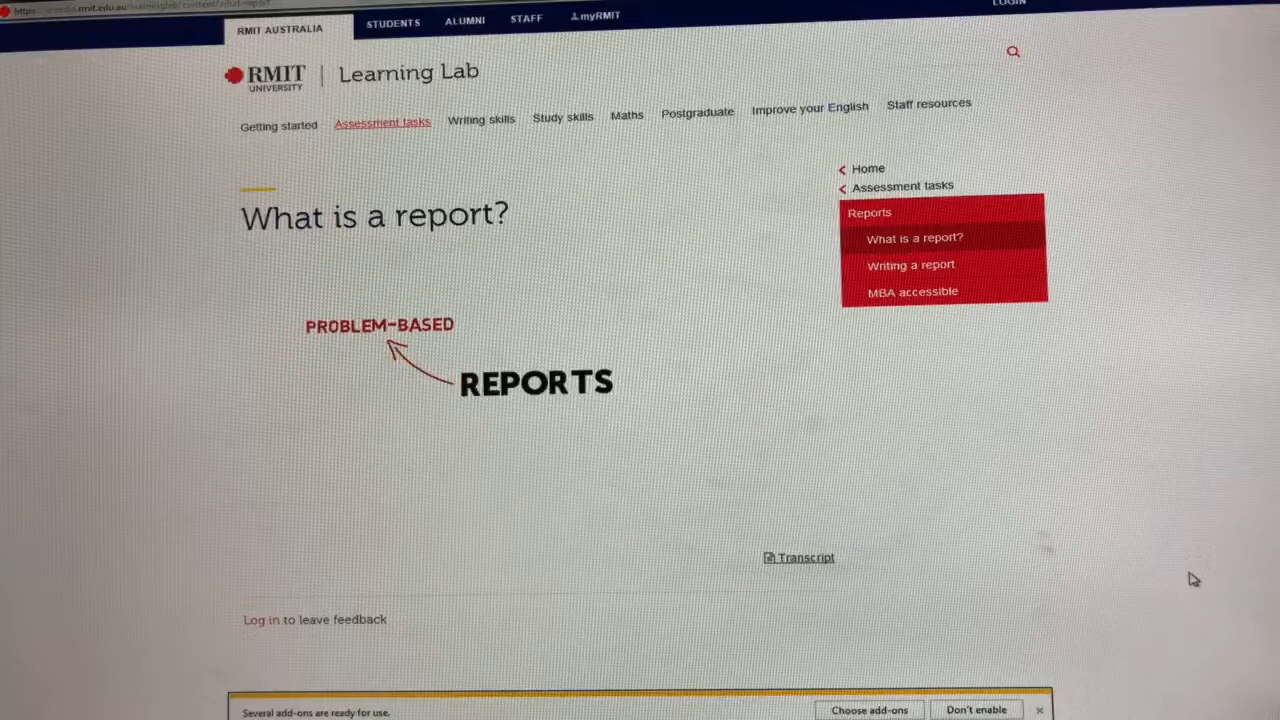 RMIT AUSTRALIA
STUDENTS
ALUMNI
STAFF
myRMIT
LOGIN
RMIT UNIVERSITY | Learning Lab
Getting started
Assessment tasks
Writing skills
Study skills
Maths
Postgraduate
Improve your English
Staff resources
Home
Assessment tasks
Reports
What is a report?
Writing a report
MBA accessible
What is a report?
PROBLEM-BASED
REPORTS
Transcript
Log in to leave feedback
Several add-ons are ready for use.
Choose add-ons
Don't enable